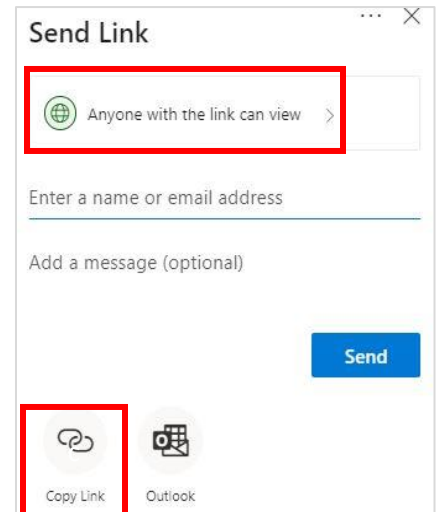 Send Link
Anyone with the link can view
Enter a name or email address
Add a message (optional)
Send
Copy Link
Outlook